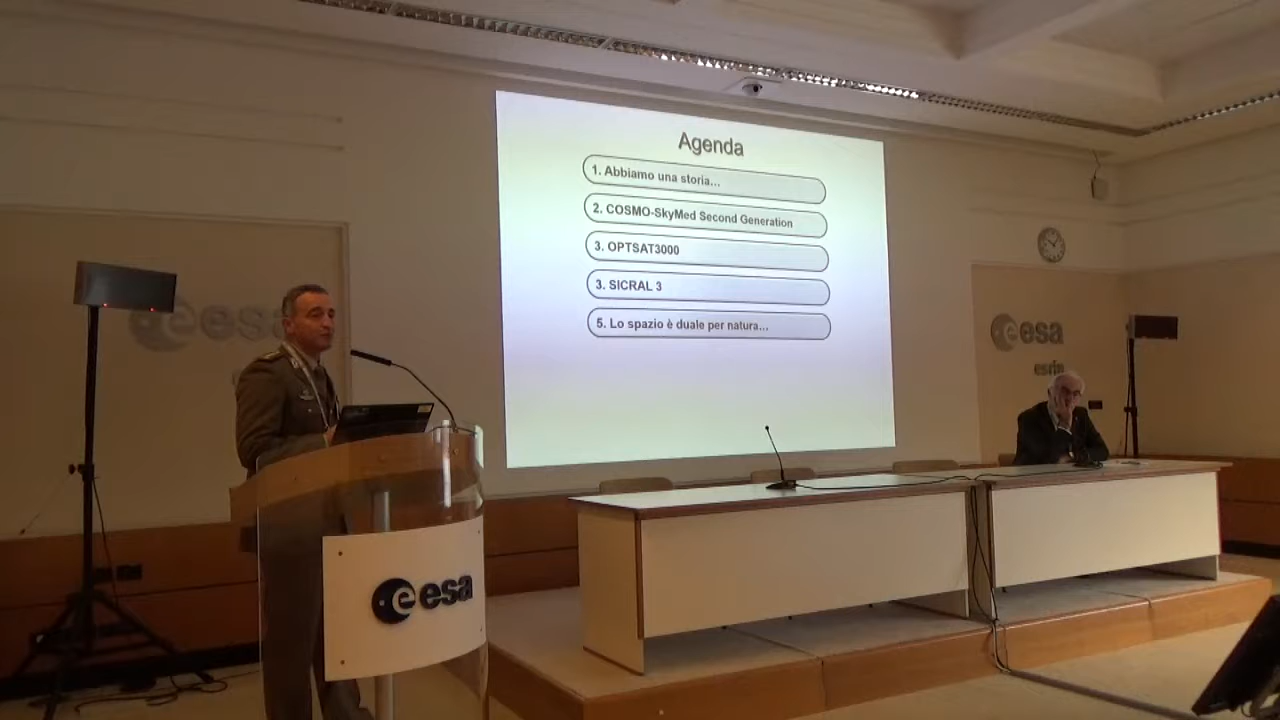 Agenda
1. Abbiamo una storia...
2. COSMO-SkyMed Second Generation
3. OPTSAT3000
3. SICRAL 3
5. Lo spazio è duale per natura...
esa
esa
esrin
esa